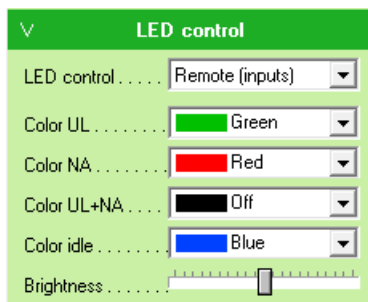 V LED control
LED control..... Remote (inputs)
Color UL........ Green
Color NA........ Red
Color UL+NA.... Off
Color idle........ Blue
Brightness.......